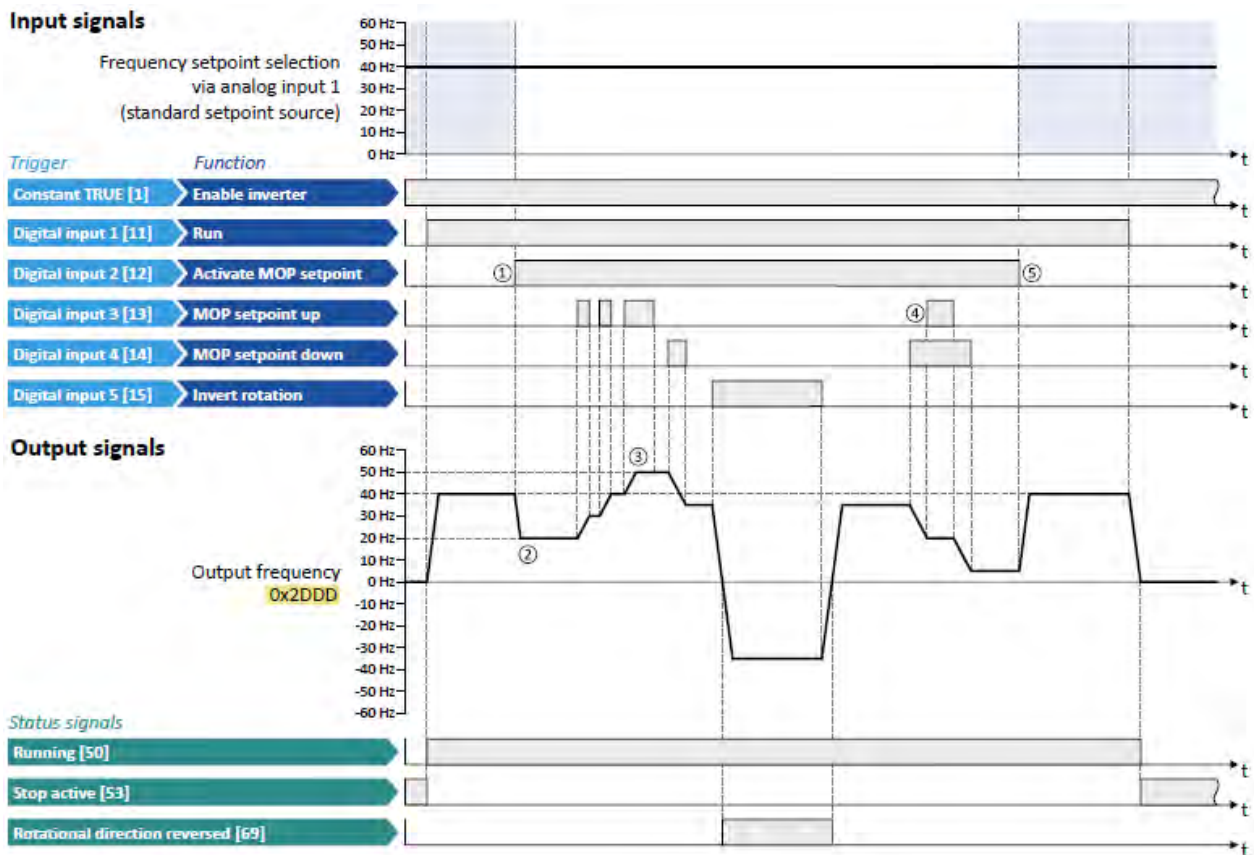 Input signals
Frequency setpoint selection
via analog input 1
(standard setpoint source)
60 Hz
50 Hz
40 Hz
30 Hz
20 Hz
10 Hz
0 Hz
t
Trigger Function
Constant TRUE [1] Enable inverter
t
Digital input 1 [11] Run
t
Digital input 2 [12] Activate MOP setpoint ① ⑤
t
Digital input 3 [13] MOP setpoint up ④
t
Digital input 4 [14] MOP setpoint down
t
Digital input 5 [15] Invert rotation
t
Output signals
60 Hz
50 Hz ③
40 Hz
30 Hz
20 Hz ②
10 Hz
0 Hz
t
-10 Hz
-20 Hz
-30 Hz
-40 Hz
-50 Hz
-60 Hz
Output frequency
0x2DDD
Status signals
Running [50]
t
Stop active [53]
t
Rotational direction reversed [69]
t